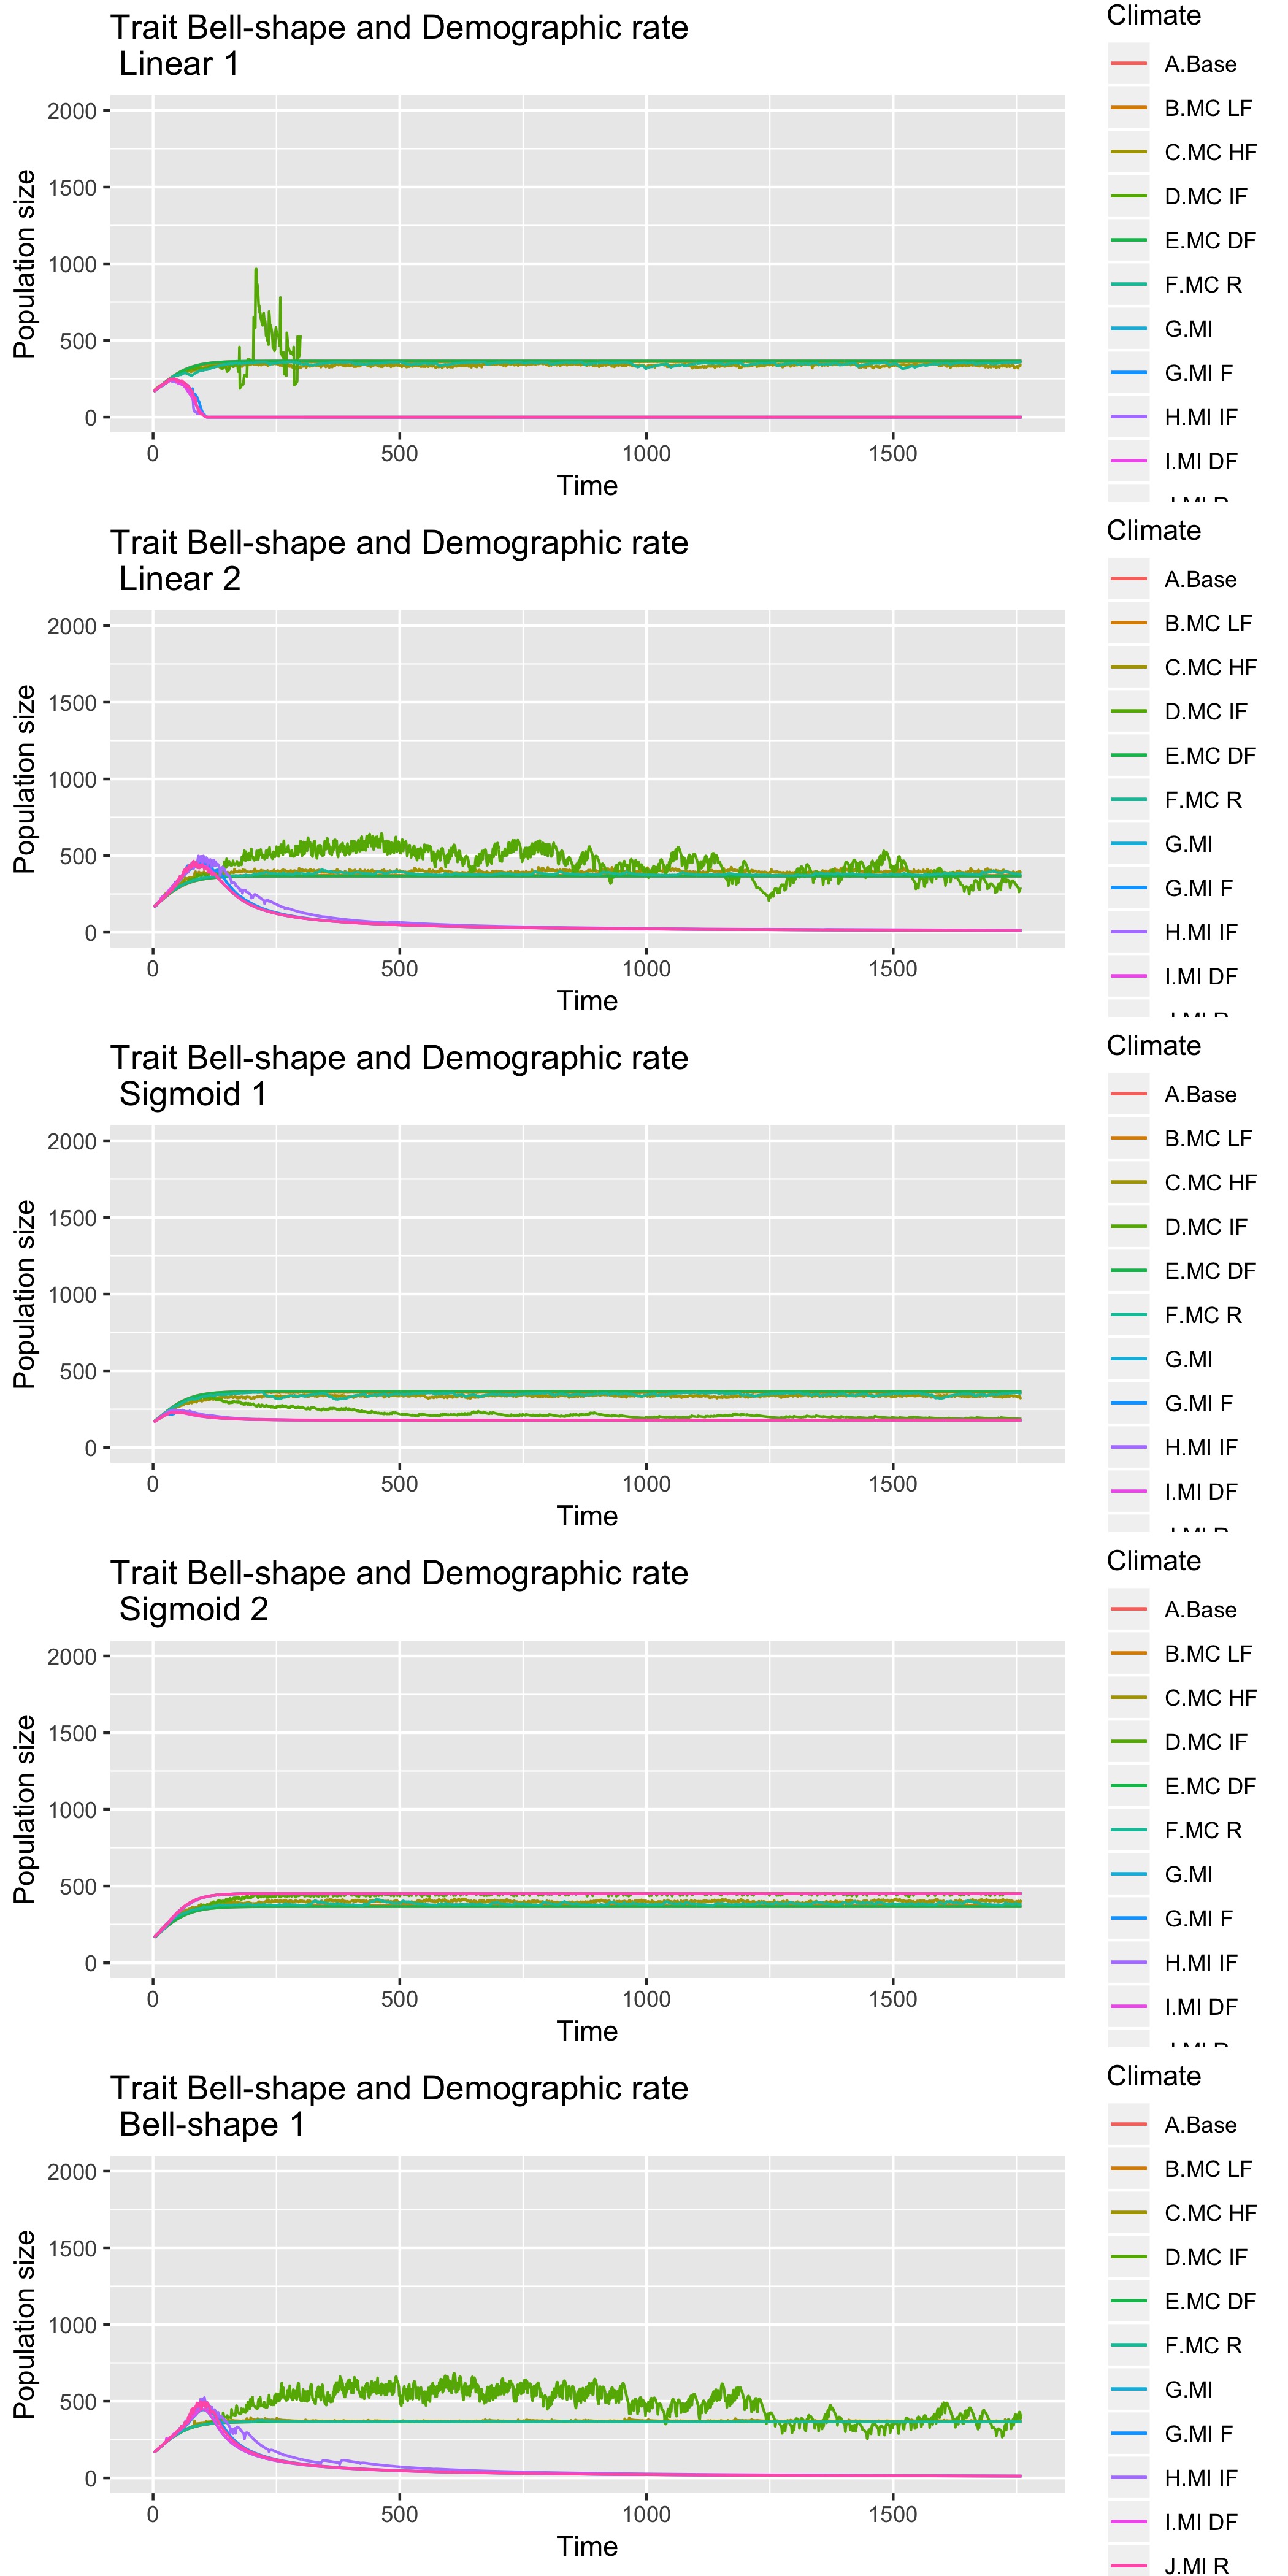 Trait Bell-shape and Demographic rate
Linear 1
Population size
2000
1500
1000
500
0
0 500 1000 1500
Time
Climate
A.Base
B.MC LF
C.MC HF
D.MC IF
E.MC DF
F.MC R
G.MI
G.MI F
H.MI IF
I.MI DF
Trait Bell-shape and Demographic rate
Linear 2
Population size
2000
1500
1000
500
0
0 500 1000 1500
Time
Climate
A.Base
B.MC LF
C.MC HF
D.MC IF
E.MC DF
F.MC R
G.MI
G.MI F
H.MI IF
I.MI DF
Trait Bell-shape and Demographic rate
Sigmoid 1
Population size
2000
1500
1000
500
0
0 500 1000 1500
Time
Climate
A.Base
B.MC LF
C.MC HF
D.MC IF
E.MC DF
F.MC R
G.MI
G.MI F
H.MI IF
I.MI DF
Trait Bell-shape and Demographic rate
Sigmoid 2
Population size
2000
1500
1000
500
0
0 500 1000 1500
Time
Climate
A.Base
B.MC LF
C.MC HF
D.MC IF
E.MC DF
F.MC R
G.MI
G.MI F
H.MI IF
I.MI DF
Trait Bell-shape and Demographic rate
Bell-shape 1
Population size
2000
1500
1000
500
0
0 500 1000 1500
Time
Climate
A.Base
B.MC LF
C.MC HF
D.MC IF
E.MC DF
F.MC R
G.MI
G.MI F
H.MI IF
I.MI DF
J.MI R